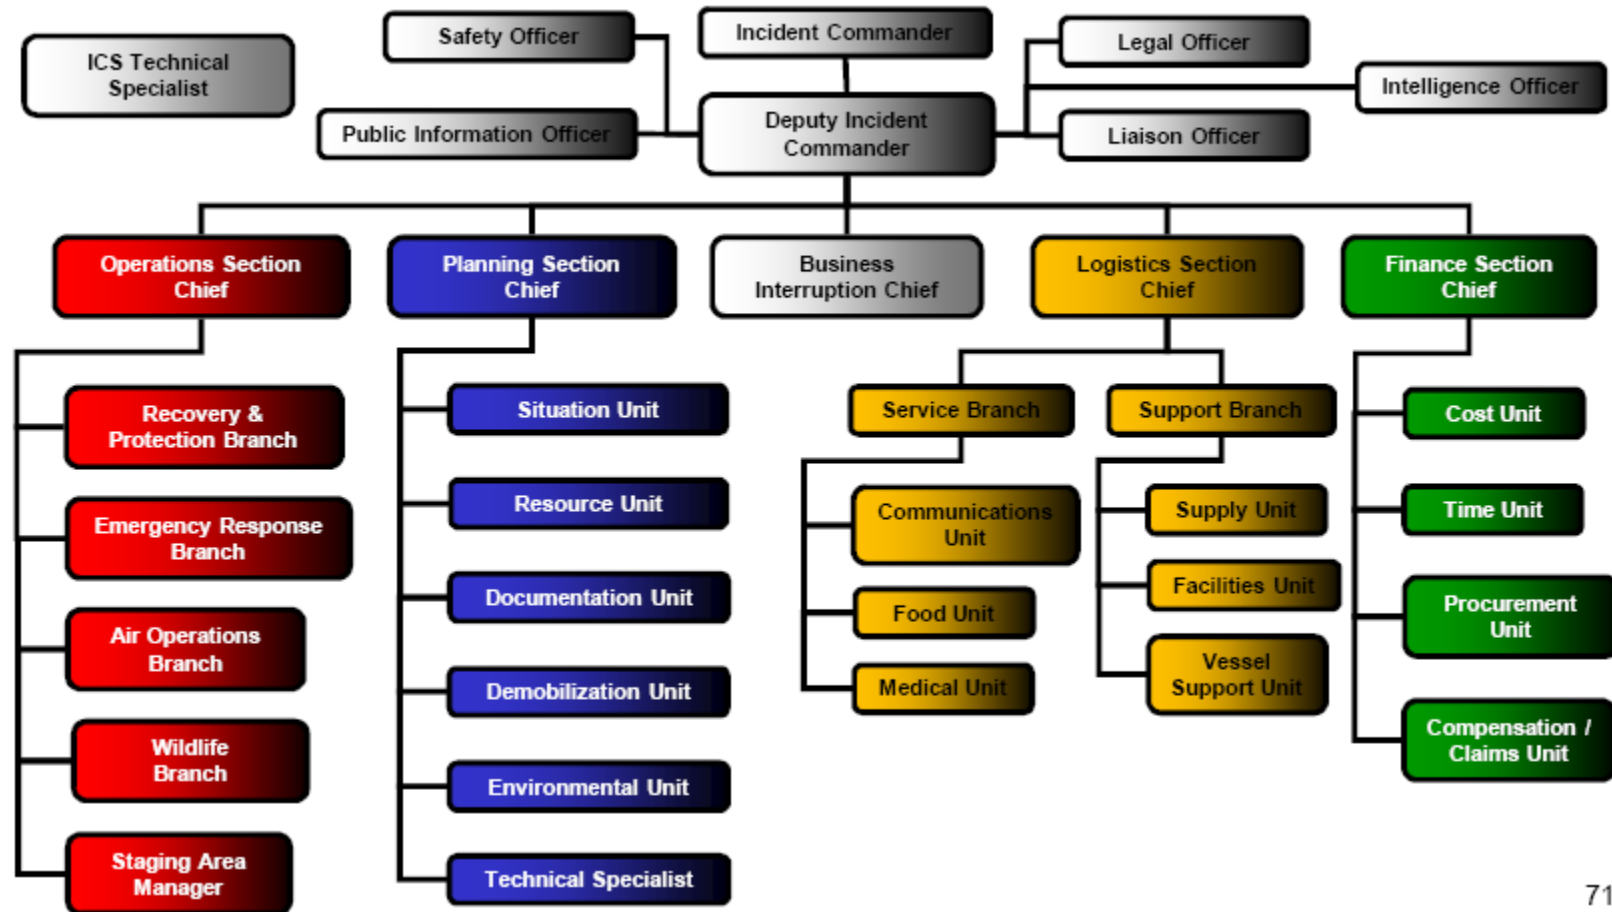 ICS Technical
Specialist
Safety Officer
Incident Commander
Legal Officer
Intelligence Officer
Public Information Officer
Deputy Incident
Commander
Liaison Officer
Operations Section
Chief
Planning Section
Chief
Business
Interruption Chief
Logistics Section
Chief
Finance Section
Chief
Recovery &
Protection Branch
Emergency Response
Branch
Air Operations
Branch
Wildlife
Branch
Staging Area
Manager
Situation Unit
Resource Unit
Documentation Unit
Demobilization Unit
Environmental Unit
Technical Specialist
Service Branch
Communications
Unit
Food Unit
Medical Unit
Support Branch
Supply Unit
Facilities Unit
Vessel
Support Unit
Cost Unit
Time Unit
Procurement
Unit
Compensation /
Claims Unit
71